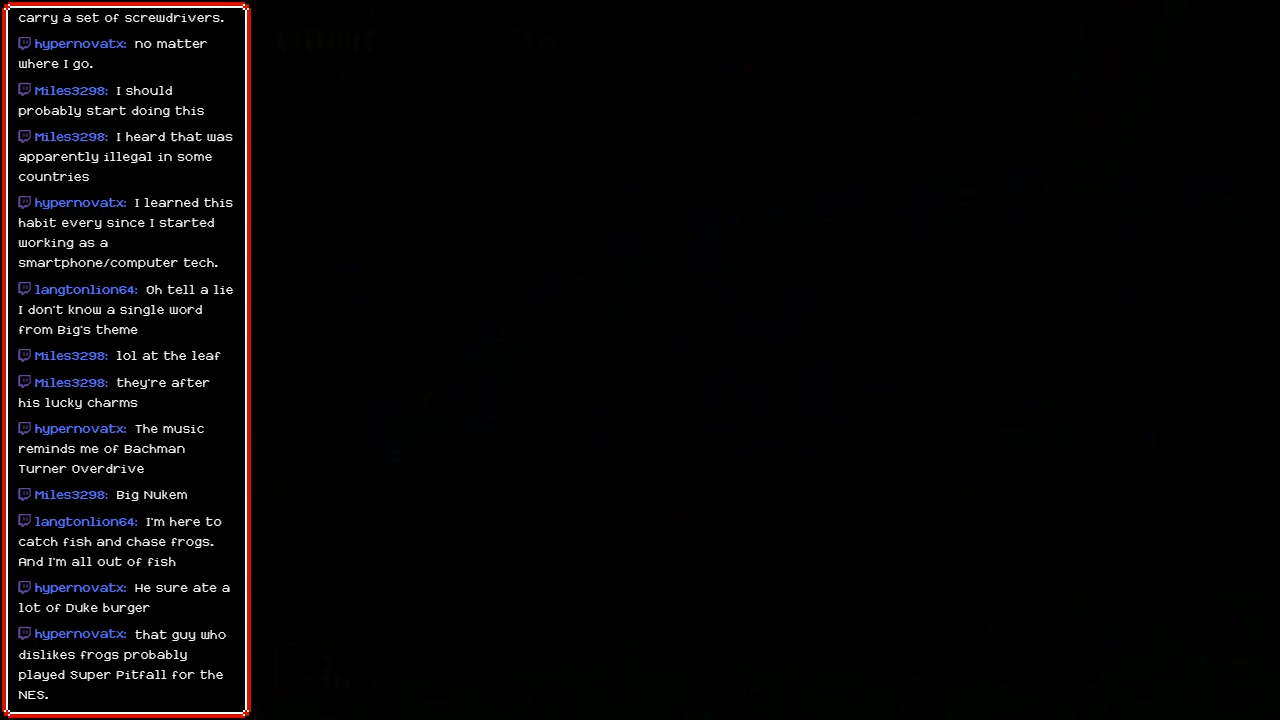 carry a set of screwdrivers.
hypernovatx: no matter
where I go.
Miles3298: I should
probably start doing this
Miles3298: I heard that was
apparently illegal in some
countries
hypernovatx: I learned this
habit every since I started
working as a
smartphone/computer tech.
langtonlion64: Oh tell a lie
I don't know a single word
from Big's theme
Miles3298: lol at the leaf
Miles3298: they're after
his lucky charms
hypernovatx: The music
reminds me of Bachman
Turner Overdrive
Miles3298: Big Nukem
langtonlion64: I'm here to
catch fish and chase frogs.
And I'm all out of fish
hypernovatx: He sure ate a
lot of Duke burger
hypernovatx: that guy who
dislikes frogs probably
played Super Pitfall for the
NES.